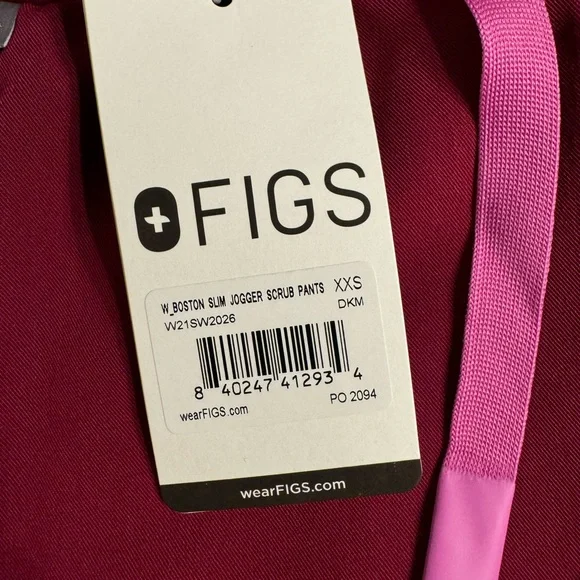 FIGS
W_BOSTON SLIM JOGGER SCRUB PANTS XXS
W21SW2026 DKM
8 40247 41293 4
wearFIGS.com PO 2094
wearFIGS.com